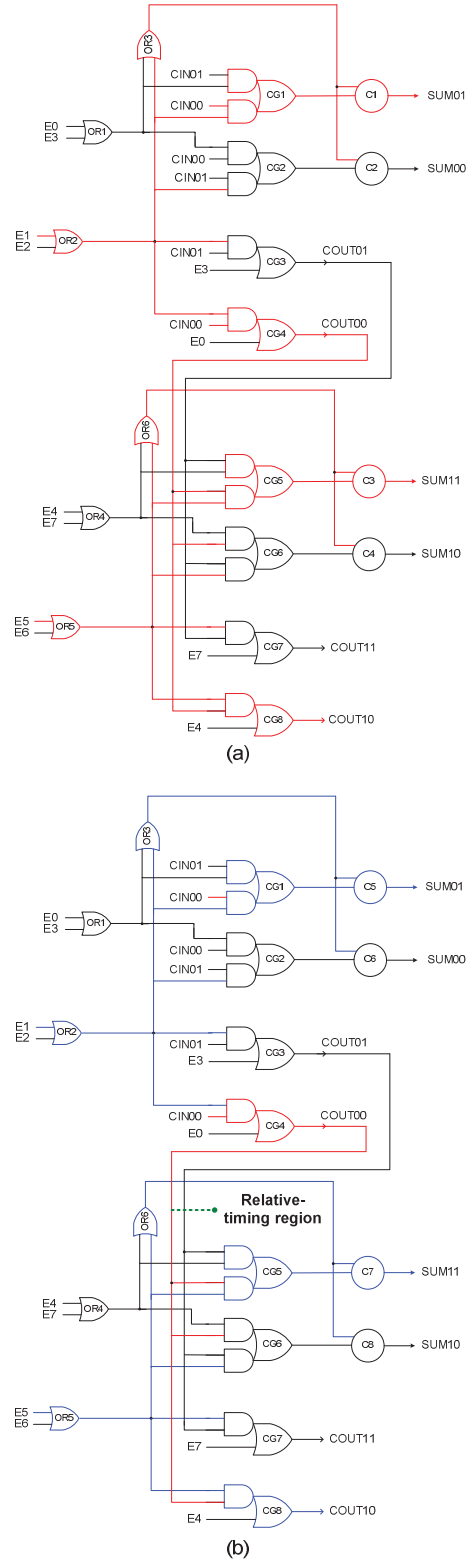 OR3
CIN01
CG1
C1
SUM01
CIN00
E0
E3
OR1
CIN00
CG2
C2
SUM00
CIN01
E1
E2
OR2
CIN01
CG3
COUT01
E3
CIN00
CG4
COUT00
E0
OR6
CG5
C3
SUM11
E4
E7
OR4
CG6
C4
SUM10
E5
E6
OR5
CG7
COUT11
E7
CG8
COUT10
E4
(a)
OR3
CIN01
CG1
C5
SUM01
CIN00
E0
E3
OR1
CIN00
CG2
C6
SUM00
CIN01
E1
E2
OR2
CIN01
CG3
COUT01
E3
CIN00
CG4
COUT00
E0
Relative-
timing region
OR6
CG5
C7
SUM11
E4
E7
OR4
CG6
C8
SUM10
E5
E6
OR5
CG7
COUT11
E7
CG8
COUT10
E4
(b)